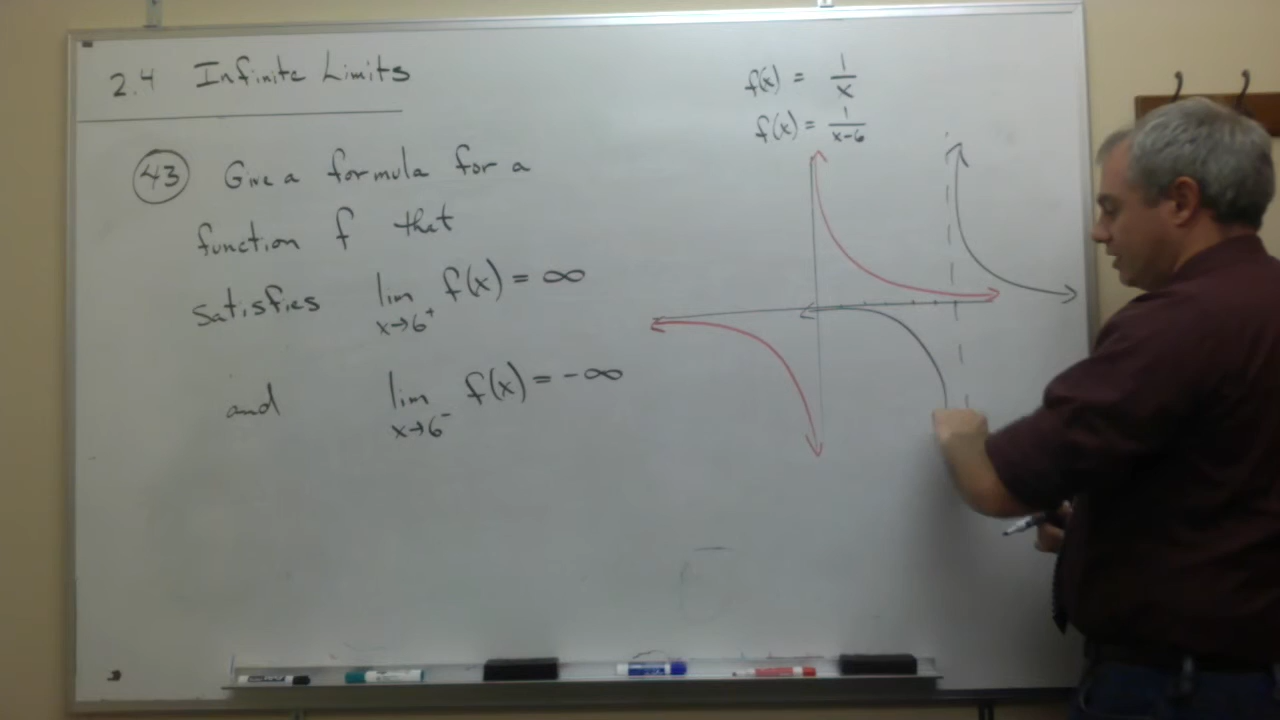 2.4 Infinite Limits
43 Give a formula for a
function f that
satisfies lim x→6⁺ f(x) = ∞
and lim x→6⁻ f(x) = -∞
f(x) = 1/x
f(x) = 1/x-6